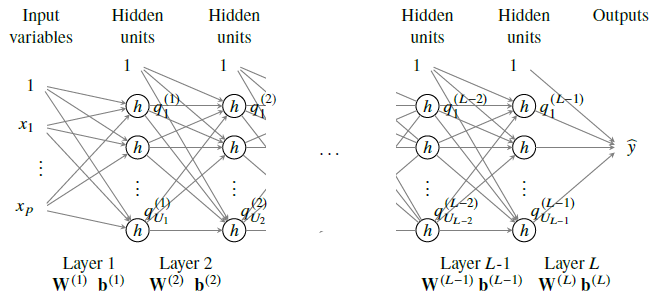 Input variables
Hidden units
Hidden units
Hidden units
Hidden units
Outputs
1 1 1 1
1 h q_1^{(1)} h q_1^{(2)} h q_1^{(L−2)} h q_1^{(L−1)}
x_1 h h ... h h ŷ
⋮ ⋮ ⋮ ⋮ ⋮
x_p q_{U_1}^{(1)} q_{U_2}^{(2)} q_{U_{L−2}}^{(L−2)} q_{U_{L−1}}^{(L−1)}
h h h h
Layer 1 Layer 2 Layer L-1 Layer L
W^{(1)} b^{(1)} W^{(2)} b^{(2)} W^{(L−1)} b^{(L−1)} W^{(L)} b^{(L)}